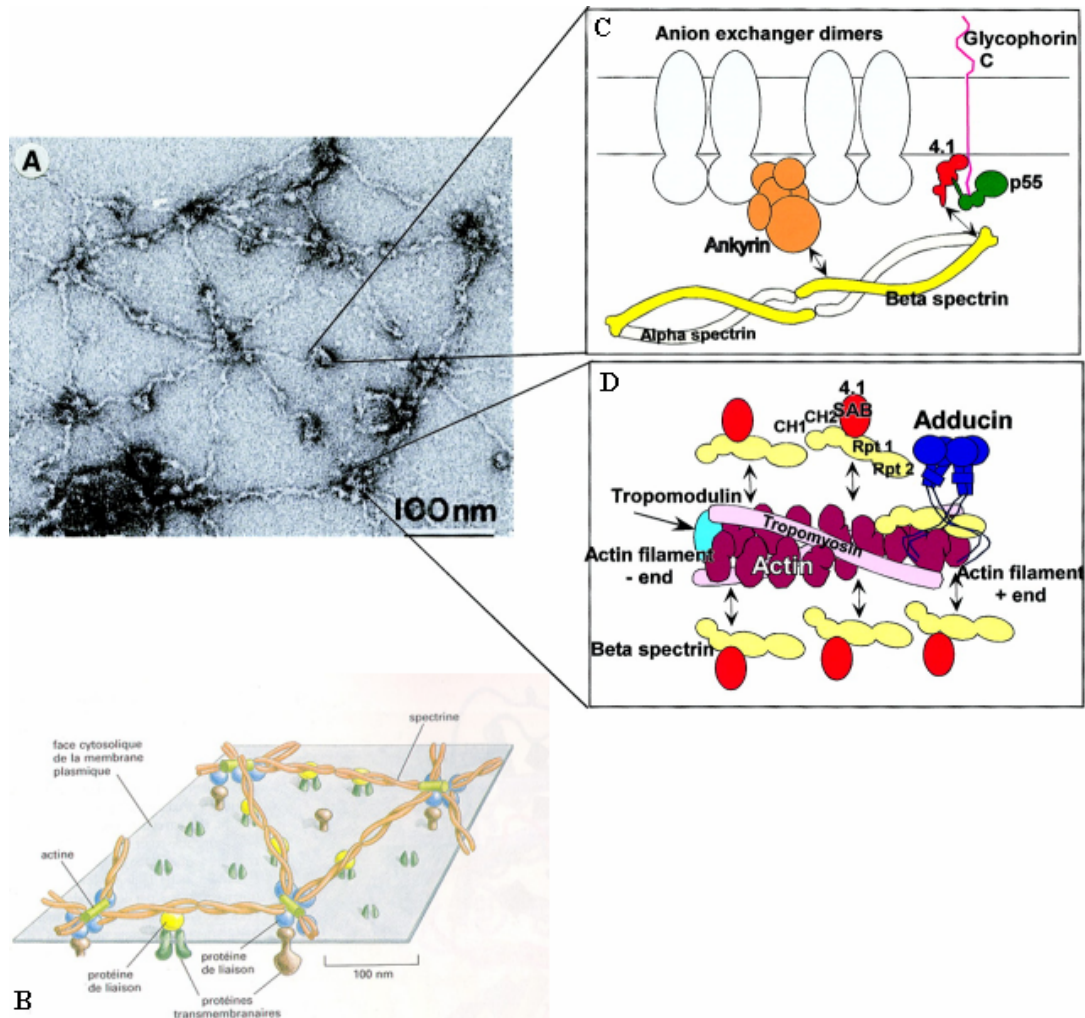 A
100nm
C
Anion exchanger dimers
Glycophorin
C
4.1
p55
Ankyrin
Beta spectrin
Alpha spectrin
D
4.1
SAB
CH1
CH2
Rpt 1
Rpt 2
Adducin
Tropomodulin
Tropomyosin
Actin
Actin filament
- end
Actin filament
+ end
Beta spectrin
spectrine
face cytosolique
de la membrane
plasmique
actine
protéine
de liaison
protéine
de liaison
protéines
transmembranaires
100 nm
B